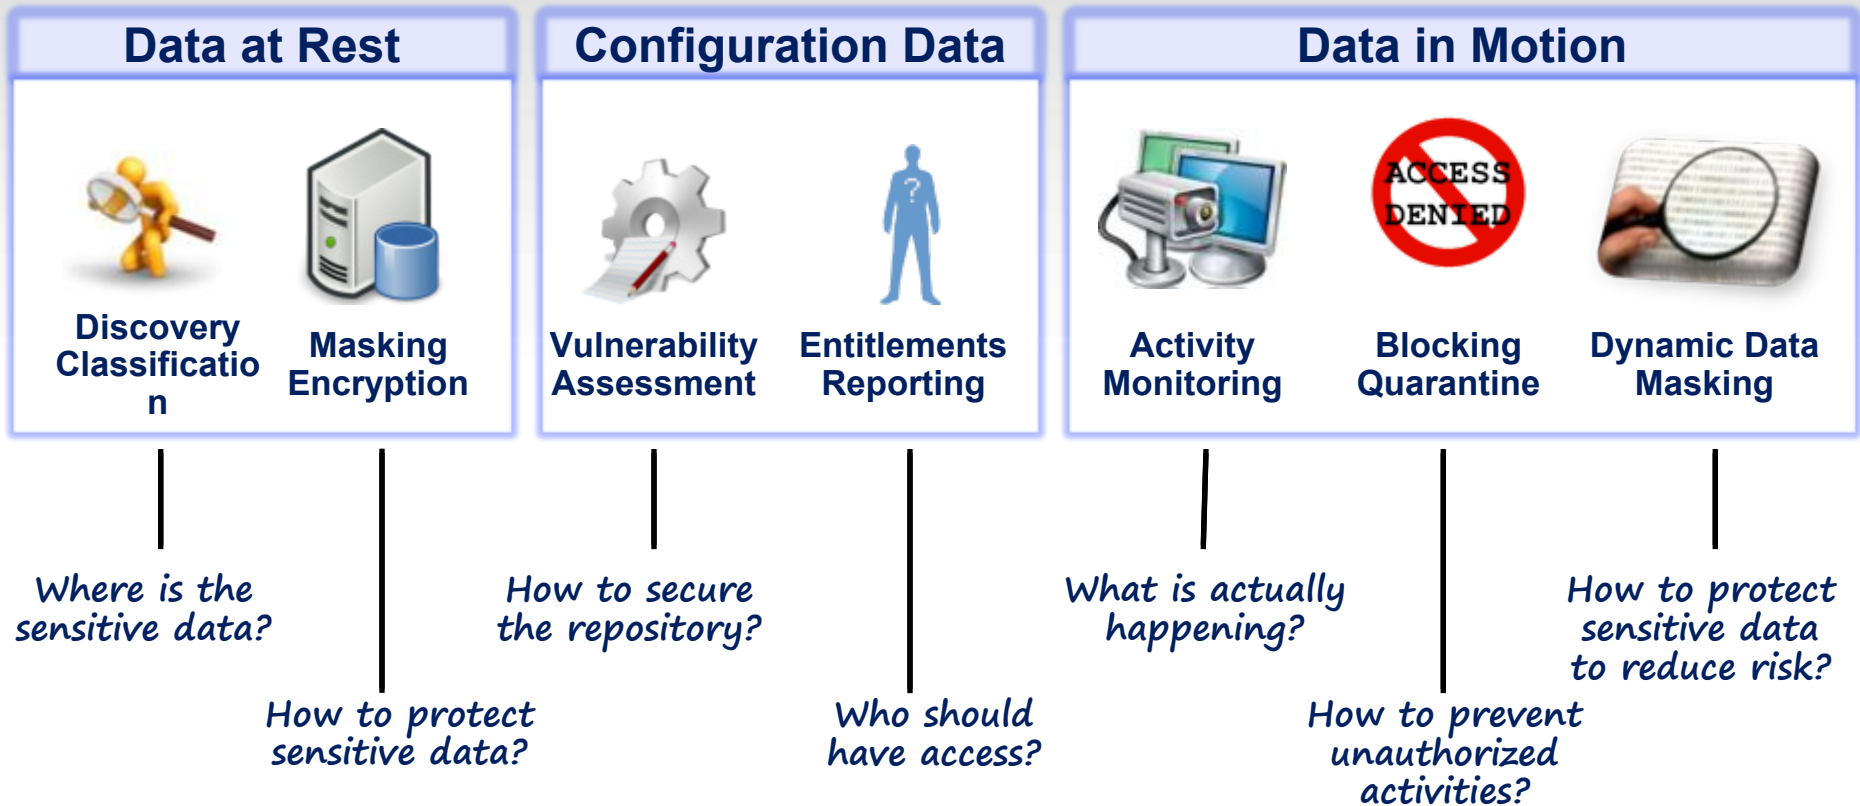 Data at Rest
Configuration Data
Data in Motion
Discovery
Classificatio
n
Masking
Encryption
Vulnerability
Assessment
Entitlements
Reporting
?
Activity
Monitoring
ACCESS
DENIED
Blocking
Quarantine
Dynamic Data
Masking
Where is the
sensitive data?
How to protect
sensitive data?
How to secure
the repository?
Who should
have access?
What is actually
happening?
How to prevent
unauthorized
activities?
How to protect
sensitive data
to reduce risk?